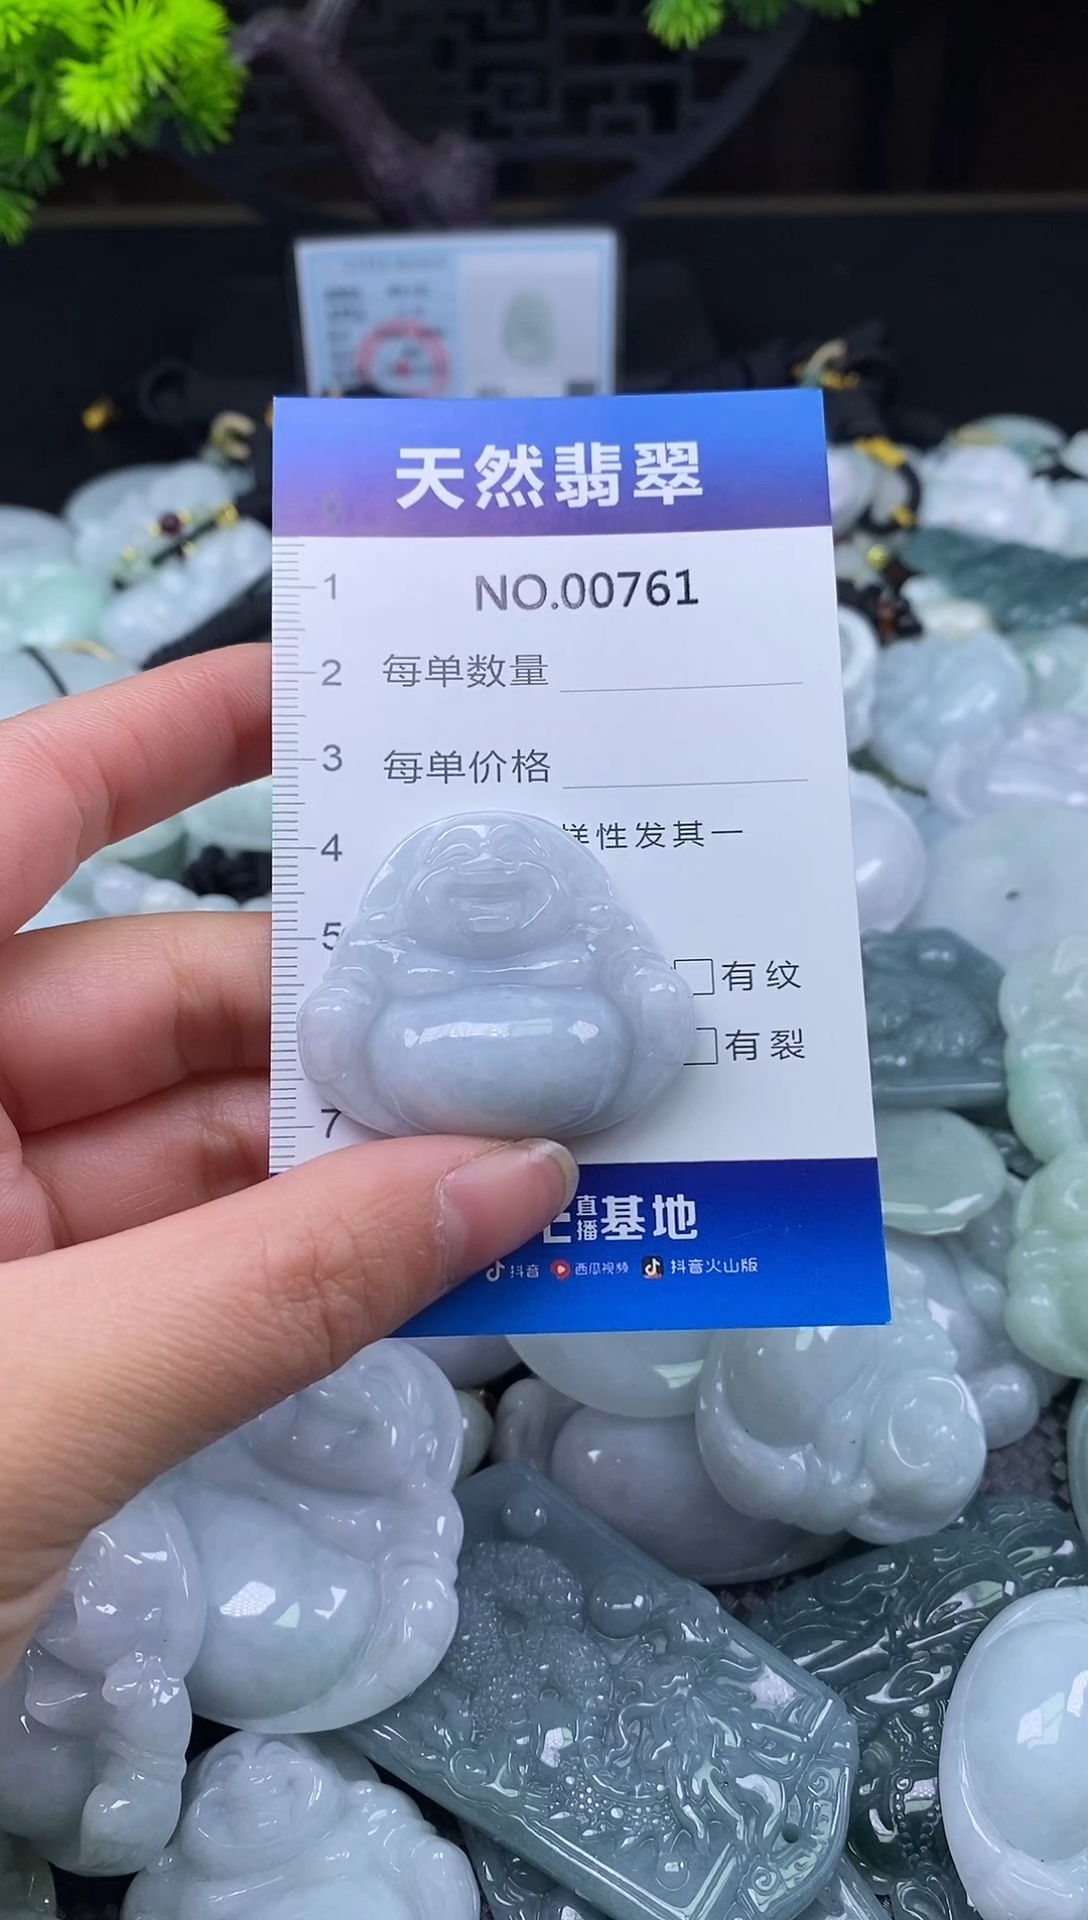 天然翡翠
NO.00761
1
2
3
4
5
7
每单数量
每单价格
样性发其一
有纹
有裂
直播基地
抖音 西瓜视频 抖音火山版